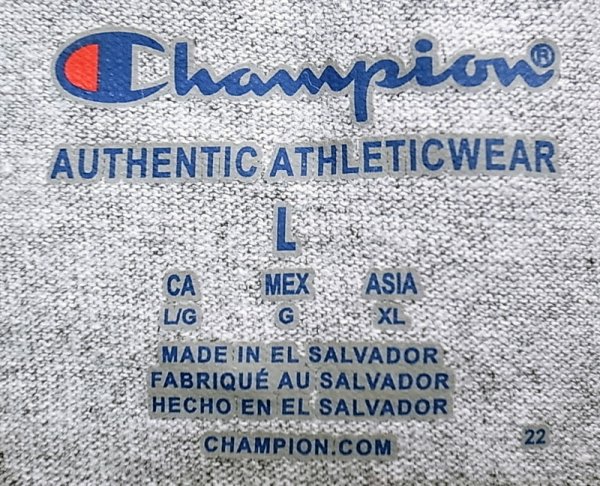 Champion®
AUTHENTIC ATHLETICWEAR
L
CA MEX ASIA
L/G G XL
MADE IN EL SALVADOR
FABRIQUÉ AU SALVADOR
HECHO EN EL SALVADOR
CHAMPION.COM 22